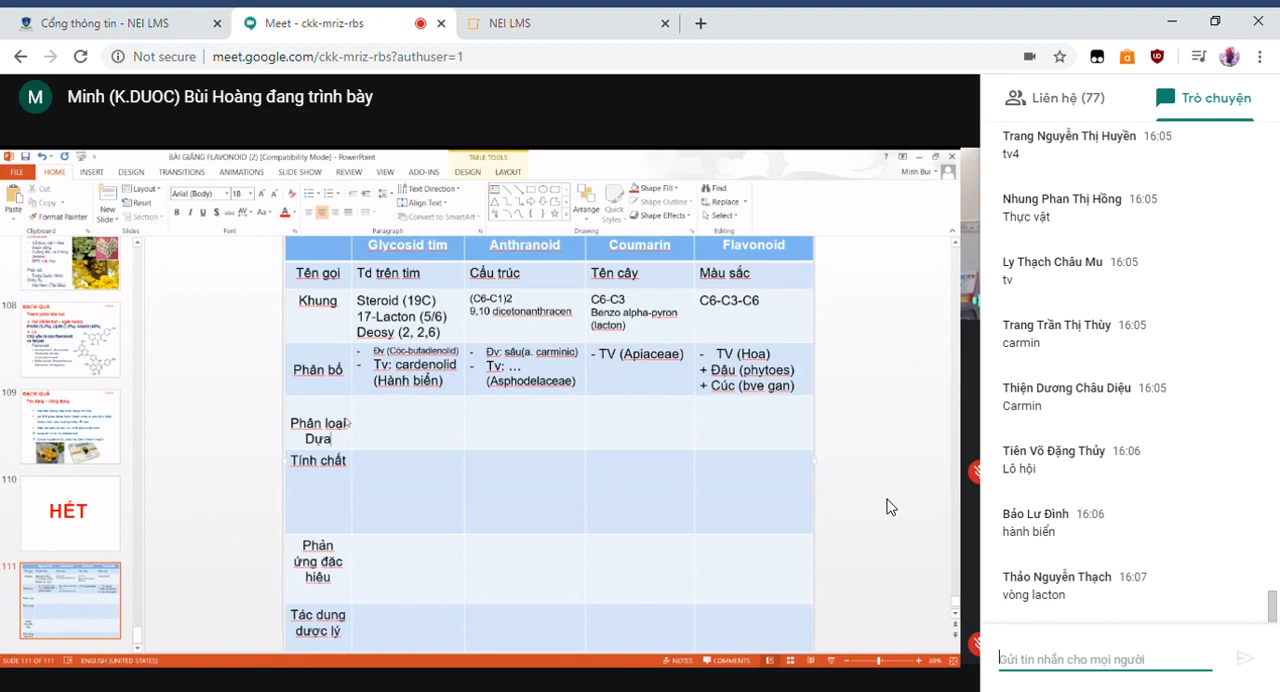 Cổng thông tin - NEI LMS
Meet - ckk-mriz-rbs
NEI LMS
Not secure
meet.google.com/ckk-mriz-rbs?authuser=1
M
Minh (K.DUOC) Bùi Hoàng đang trình bày
BÀI GIẢNG FLAVONOID (2) [Compatibility Mode] - PowerPoint
TABLE TOOLS
FILE
HOME
INSERT
DESIGN
TRANSITIONS
ANIMATIONS
SLIDE SHOW
REVIEW
VIEW
ADD-INS
DESIGN
LAYOUT
Minh Bui
Paste
Cut
Copy
Format Painter
Clipboard
New
Slide
Layout
Reset
Section
Slides
Arial (Body)
18
Font
Text Direction
Align Text
Convert to SmartArt
Paragraph
Arrange
Quick
Styles
Shape Fill
Shape Outline
Shape Effects
Drawing
Find
Replace
Select
Editing
108
BẠCH QUẢ
109
BẠCH QUẢ
110
HẾT
111
Glycosid tim
Anthranoid
Coumarin
Flavonoid
Tên gọi
Td trên tim
Cấu trúc
Tên cây
Màu sắc
Khung
Steroid (19C)
17-Lacton (5/6)
Deosy (2, 2,6)
(C6-C1)2
9,10 dicetonanthracen
C6-C3
Benzo alpha-pyron
(lacton)
C6-C3-C6
Phân bố
- Đv (Cóc-bufadienolid)
- Tv: cardenolid
(Hành biển)
- Đv: sâu(a. carminic)
- Tv: ...
(Asphodelaceae)
- TV (Apiaceae)
- TV (Hoa)
+ Đậu (phytoes)
+ Cúc (bve gan)
Phân loại
Dựa
Tính chất
Phản
ứng đặc
hiệu
Tác dụng
dược lý
SLIDE 111 OF 111
ENGLISH (UNITED STATES)
NOTES
COMMENTS
89%
Liên hệ (77)
Trò chuyện
Trang Nguyễn Thị Huyền 16:05
tv4
Nhung Phan Thị Hồng 16:05
Thực vật
Ly Thạch Châu Mu 16:05
tv
Trang Trần Thị Thùy 16:05
carmin
Thiện Dương Châu Diệu 16:05
Carmin
Tiên Võ Đặng Thủy 16:06
Lô hội
Bảo Lư Đình 16:06
hành biển
Thảo Nguyễn Thạch 16:07
vòng lacton
Gửi tin nhắn cho mọi người